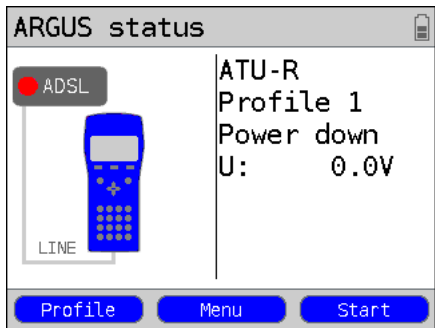 ARGUS status
ADSL
LINE
ATU-R
Profile 1
Power down
U: 0.0V
Profile
Menu
Start